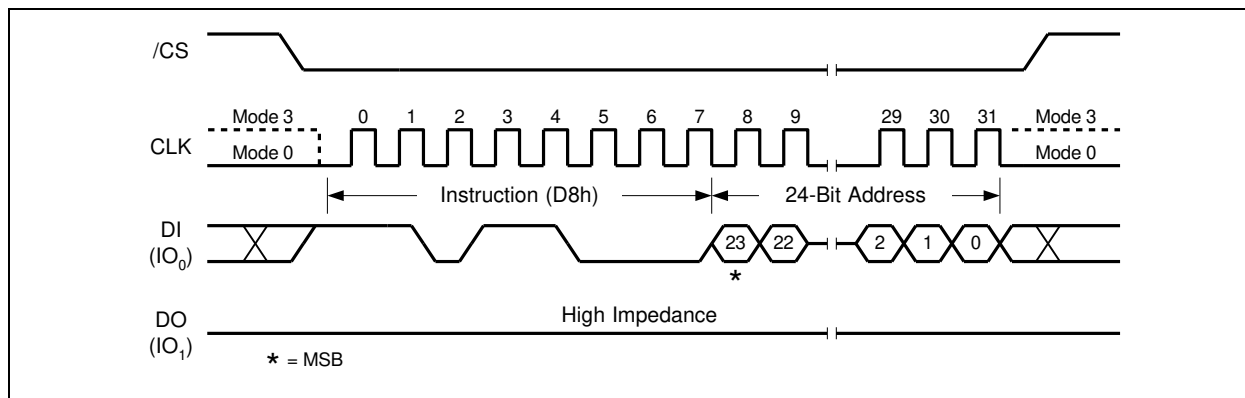 /CS
Mode 3 0 1 2 3 4 5 6 7 8 9 29 30 31 Mode 3
CLK
Mode 0 Mode 0
Instruction (D8h) 24-Bit Address
DI
(IO0) 23 22 2 1 0
*
High Impedance
DO
(IO1)
* = MSB